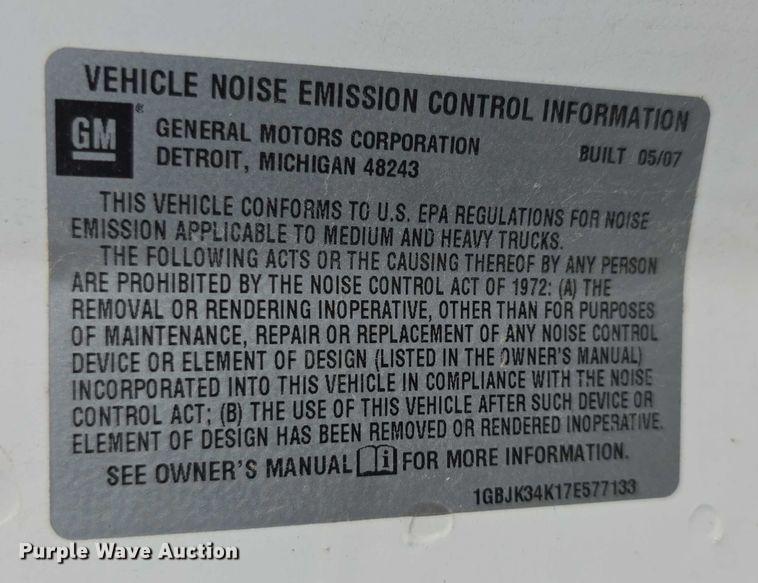 VEHICLE NOISE EMISSION CONTROL INFORMATION
GM®
GENERAL MOTORS CORPORATION
DETROIT, MICHIGAN 48243
BUILT 05/07
THIS VEHICLE CONFORMS TO U.S. EPA REGULATIONS FOR NOISE
EMISSION APPLICABLE TO MEDIUM AND HEAVY TRUCKS.
THE FOLLOWING ACTS OR THE CAUSING THEREOF BY ANY PERSON
ARE PROHIBITED BY THE NOISE CONTROL ACT OF 1972: (A) THE
REMOVAL OR RENDERING INOPERATIVE, OTHER THAN FOR PURPOSES
OF MAINTENANCE, REPAIR OR REPLACEMENT OF ANY NOISE CONTROL
DEVICE OR ELEMENT OF DESIGN (LISTED IN THE OWNER'S MANUAL)
INCORPORATED INTO THIS VEHICLE IN COMPLIANCE WITH THE NOISE
CONTROL ACT; (B) THE USE OF THIS VEHICLE AFTER SUCH DEVICE OR
ELEMENT OF DESIGN HAS BEEN REMOVED OR RENDERED INOPERATIVE.
SEE OWNER'S MANUAL i FOR MORE INFORMATION.
1GBJK34K17E577133
Purple Wave Auction